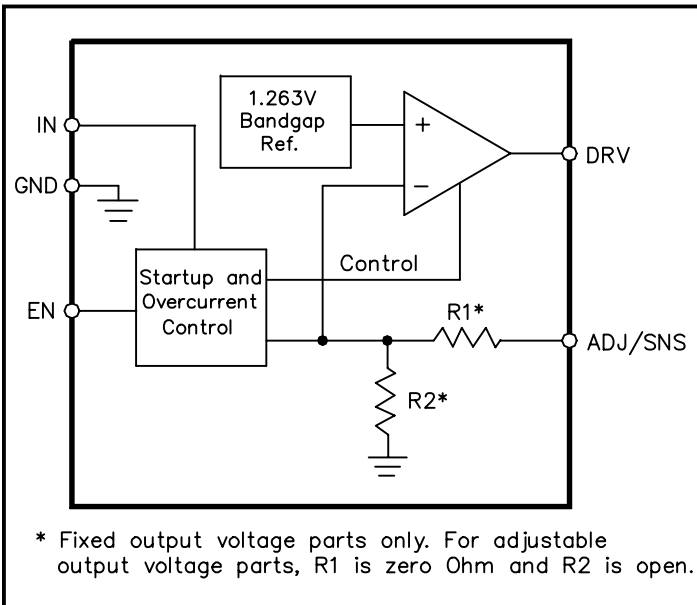 1.263V
Bandgap
Ref.
IN
+
DRV
GND
−
Control
Startup and
Overcurrent
Control
EN
R1*
ADJ/SNS
R2*
* Fixed output voltage parts only. For adjustable
output voltage parts, R1 is zero Ohm and R2 is open.